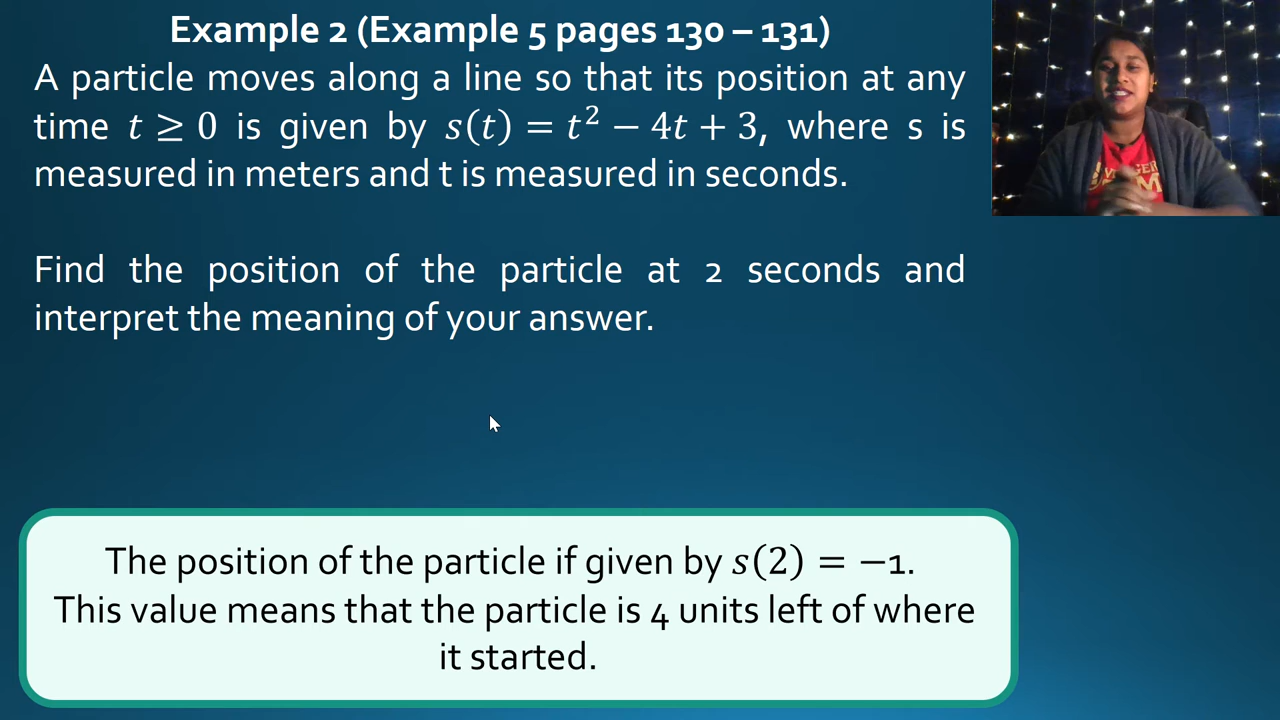 Example 2 (Example 5 pages 130 – 131)
A particle moves along a line so that its position at any
time t ≥ 0 is given by s(t) = t² − 4t + 3, where s is
measured in meters and t is measured in seconds.
Find the position of the particle at 2 seconds and
interpret the meaning of your answer.
The position of the particle if given by s(2) = −1.
This value means that the particle is 4 units left of where
it started.